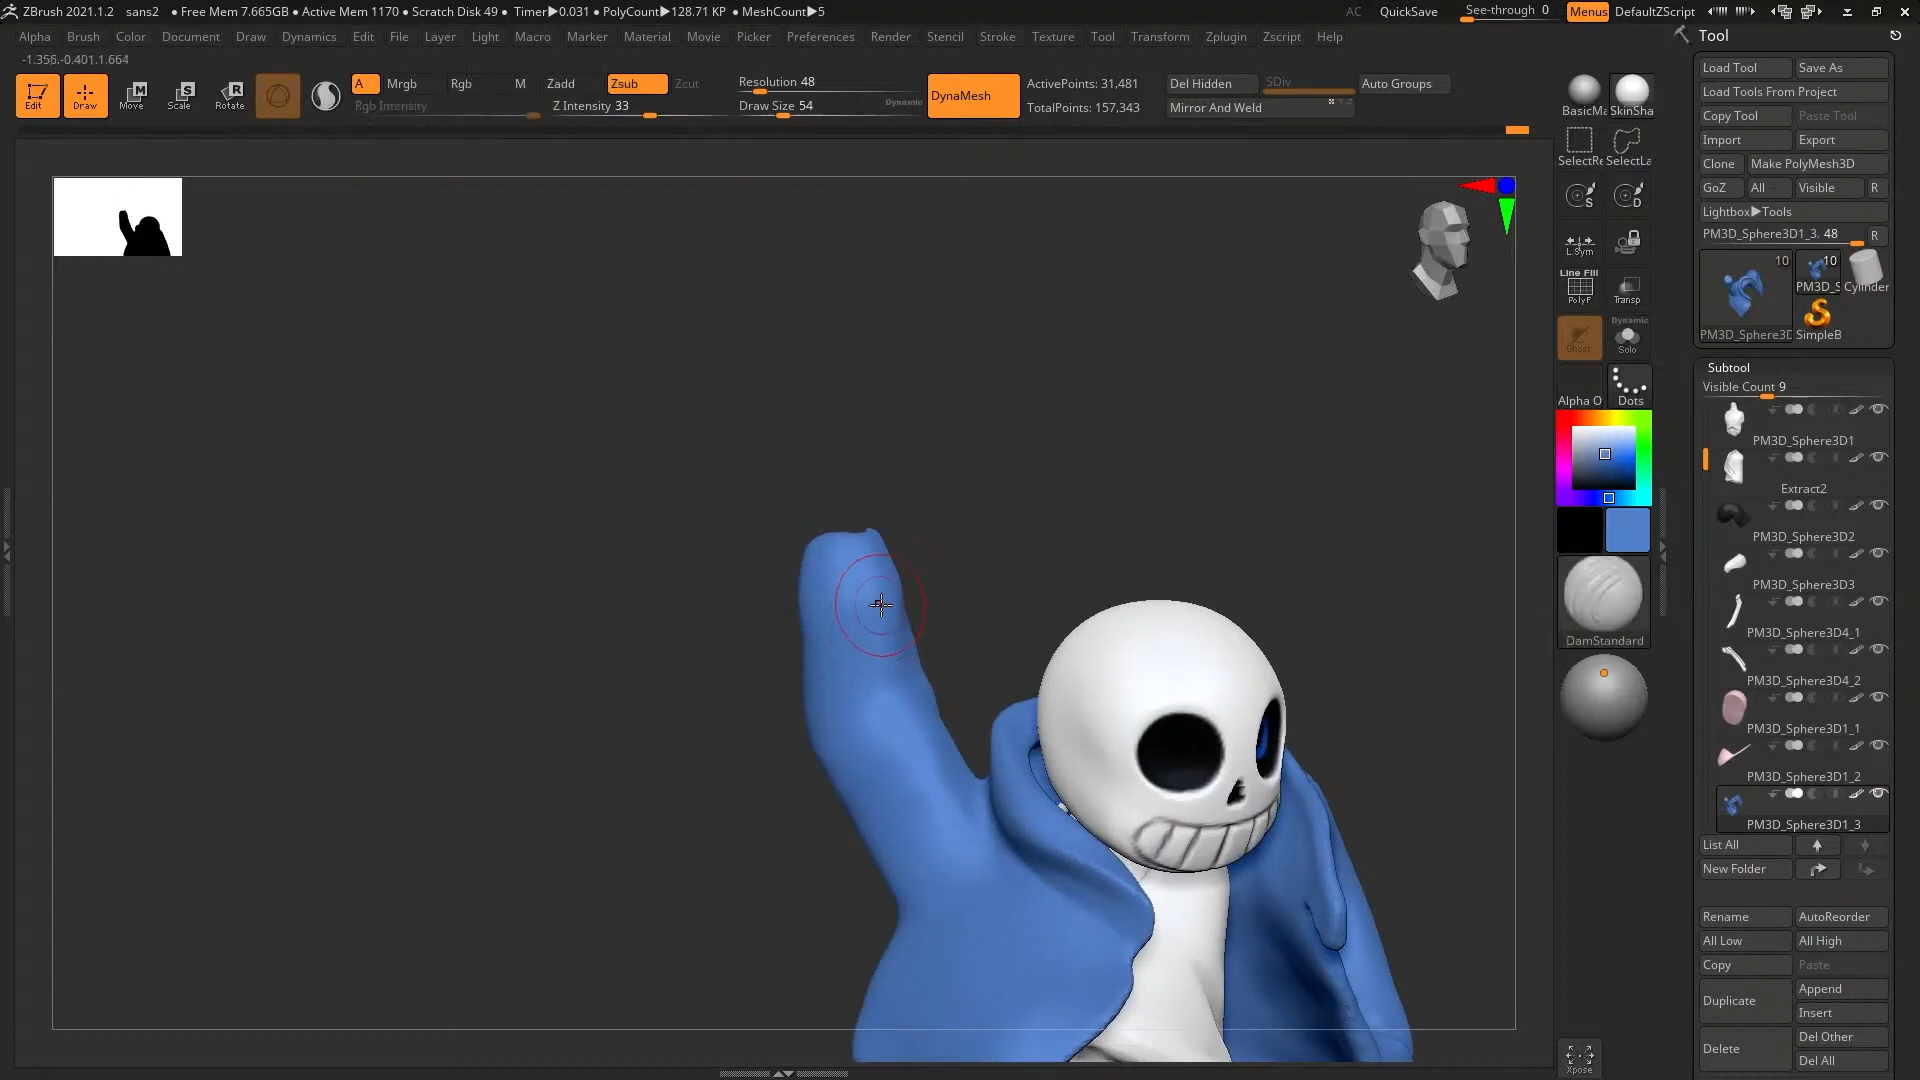 ZBrush 2021.1.2 sans2 ● Free Mem 7.665GB ● Active Mem 1170 ● Scratch Disk 49 ● Timer▶0.031 ● PolyCount▶128.71 KP ● MeshCount▶5 AC QuickSave See-through 0 Menus DefaultZScript
Alpha Brush Color Document Draw Dynamics Edit File Layer Light Macro Marker Material Movie Picker Preferences Render Stencil Stroke Texture Tool Transform Zplugin Zscript Help
-1.356,-0.401,1.664
Edit Draw Move Scale Rotate
A Mrgb Rgb M Zadd Zsub Zcut
Rgb Intensity Z Intensity 33
Resolution 48
Draw Size 54 Dynamic
DynaMesh
ActivePoints: 31,481
TotalPoints: 157,343
Del Hidden SDiv Auto Groups
Mirror And Weld
BasicMa SkinSha
SelectRe SelectLa
S D
L.Sym
Line Fill
PolyF Transp
Dynamic
Ghost Solo
Alpha O Dots
DamStandard
Xpose
Tool
Load Tool Save As
Load Tools From Project
Copy Tool Paste Tool
Import Export
Clone Make PolyMesh3D
GoZ All Visible R
Lightbox▶Tools
PM3D_Sphere3D1_3. 48 R
10 10
PM3D_S Cylinder
PM3D_Sphere3D SimpleB
Subtool
Visible Count 9
PM3D_Sphere3D1
Extract2
PM3D_Sphere3D2
PM3D_Sphere3D3
PM3D_Sphere3D4_1
PM3D_Sphere3D4_2
PM3D_Sphere3D1_1
PM3D_Sphere3D1_2
PM3D_Sphere3D1_3
List All
New Folder
Rename AutoReorder
All Low All High
Copy Paste
Duplicate Append
Insert
Delete Del Other
Del All